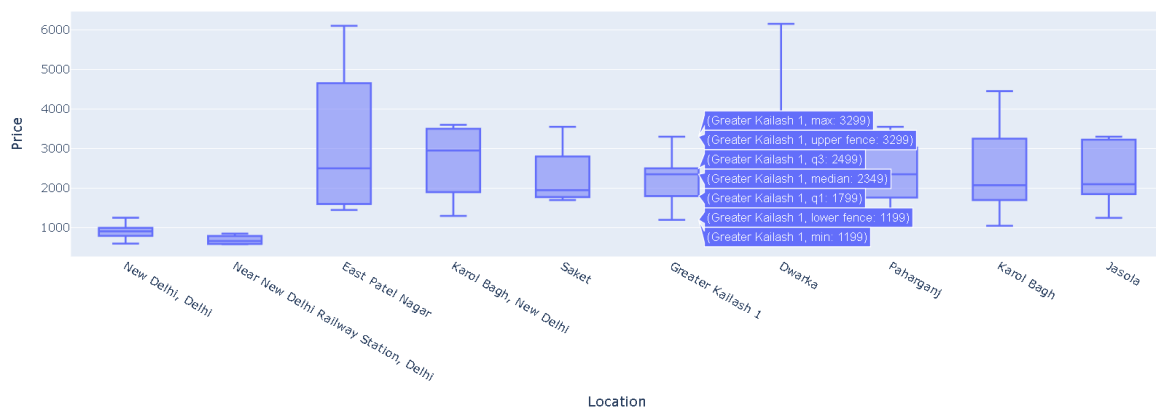 6000
5000
4000
3000
2000
1000
Price
(Greater Kailash 1, max: 3299)
(Greater Kailash 1, upper fence: 3299)
(Greater Kailash 1, q3: 2499)
(Greater Kailash 1, median: 2349)
(Greater Kailash 1, q1: 1799)
(Greater Kailash 1, lower fence: 1199)
(Greater Kailash 1, min: 1199)
New Delhi, Delhi
Near New Delhi Railway Station, Delhi
East Patel Nagar
Karol Bagh, New Delhi
Saket
Greater Kailash 1
Dwarka
Paharganj
Karol Bagh
Jasola
Location